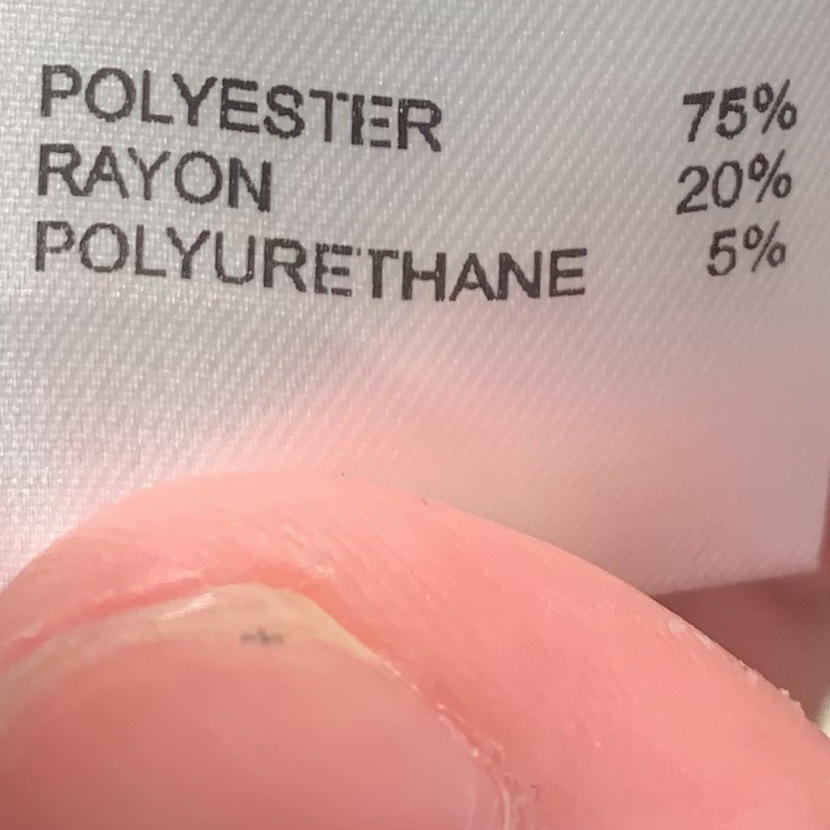 POLYESTER 75%
RAYON 20%
POLYURETHANE 5%